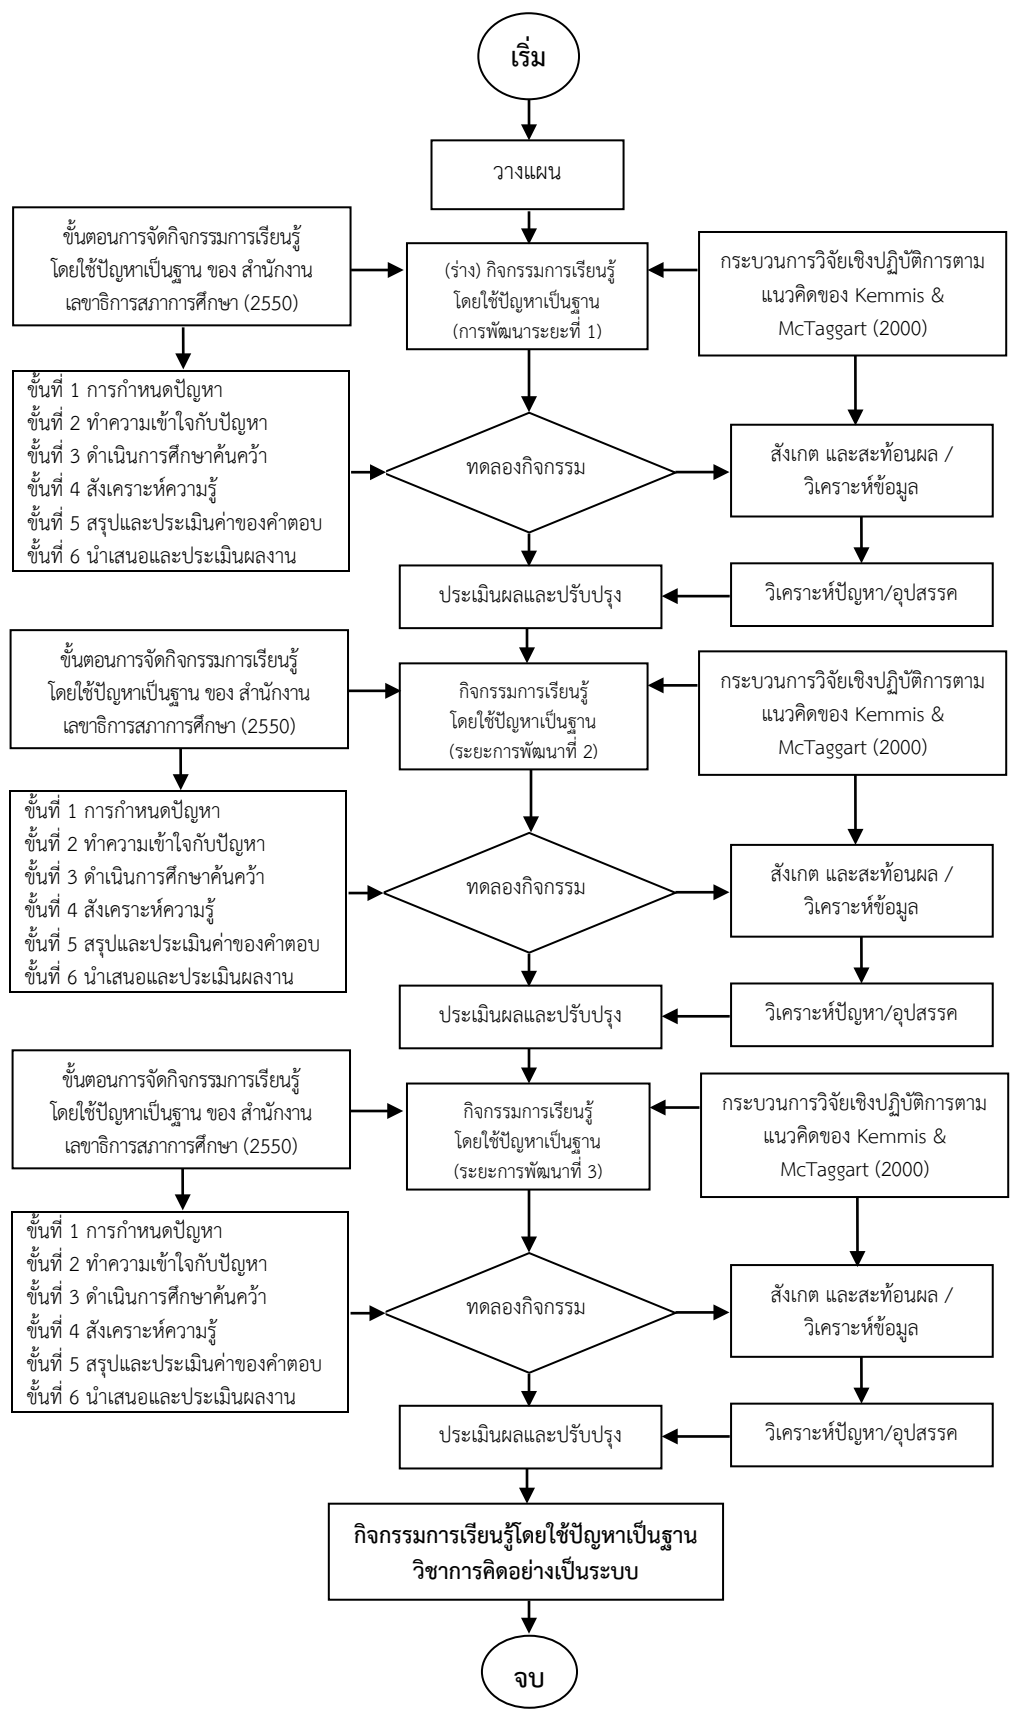 เริ่ม
วางแผน
ขั้นตอนการจัดกิจกรรมการเรียนรู้
โดยใช้ปัญหาเป็นฐาน ของ สำนักงาน
เลขาธิการสภาการศึกษา (2550)
(ร่าง) กิจกรรมการเรียนรู้
โดยใช้ปัญหาเป็นฐาน
(การพัฒนาระยะที่ 1)
กระบวนการวิจัยเชิงปฏิบัติการตาม
แนวคิดของ Kemmis &
McTaggart (2000)
ขั้นที่ 1 การกำหนดปัญหา
ขั้นที่ 2 ทำความเข้าใจกับปัญหา
ขั้นที่ 3 ดำเนินการศึกษาค้นคว้า
ขั้นที่ 4 สังเคราะห์ความรู้
ขั้นที่ 5 สรุปและประเมินค่าของคำตอบ
ขั้นที่ 6 นำเสนอและประเมินผลงาน
ทดลองกิจกรรม
สังเกต และสะท้อนผล /
วิเคราะห์ข้อมูล
ประเมินผลและปรับปรุง
วิเคราะห์ปัญหา/อุปสรรค
ขั้นตอนการจัดกิจกรรมการเรียนรู้
โดยใช้ปัญหาเป็นฐาน ของ สำนักงาน
เลขาธิการสภาการศึกษา (2550)
กิจกรรมการเรียนรู้
โดยใช้ปัญหาเป็นฐาน
(ระยะการพัฒนาที่ 2)
กระบวนการวิจัยเชิงปฏิบัติการตาม
แนวคิดของ Kemmis &
McTaggart (2000)
ขั้นที่ 1 การกำหนดปัญหา
ขั้นที่ 2 ทำความเข้าใจกับปัญหา
ขั้นที่ 3 ดำเนินการศึกษาค้นคว้า
ขั้นที่ 4 สังเคราะห์ความรู้
ขั้นที่ 5 สรุปและประเมินค่าของคำตอบ
ขั้นที่ 6 นำเสนอและประเมินผลงาน
ทดลองกิจกรรม
สังเกต และสะท้อนผล /
วิเคราะห์ข้อมูล
ประเมินผลและปรับปรุง
วิเคราะห์ปัญหา/อุปสรรค
ขั้นตอนการจัดกิจกรรมการเรียนรู้
โดยใช้ปัญหาเป็นฐาน ของ สำนักงาน
เลขาธิการสภาการศึกษา (2550)
กิจกรรมการเรียนรู้
โดยใช้ปัญหาเป็นฐาน
(ระยะการพัฒนาที่ 3)
กระบวนการวิจัยเชิงปฏิบัติการตาม
แนวคิดของ Kemmis &
McTaggart (2000)
ขั้นที่ 1 การกำหนดปัญหา
ขั้นที่ 2 ทำความเข้าใจกับปัญหา
ขั้นที่ 3 ดำเนินการศึกษาค้นคว้า
ขั้นที่ 4 สังเคราะห์ความรู้
ขั้นที่ 5 สรุปและประเมินค่าของคำตอบ
ขั้นที่ 6 นำเสนอและประเมินผลงาน
ทดลองกิจกรรม
สังเกต และสะท้อนผล /
วิเคราะห์ข้อมูล
ประเมินผลและปรับปรุง
วิเคราะห์ปัญหา/อุปสรรค
กิจกรรมการเรียนรู้โดยใช้ปัญหาเป็นฐาน
วิชาการคิดอย่างเป็นระบบ
จบ